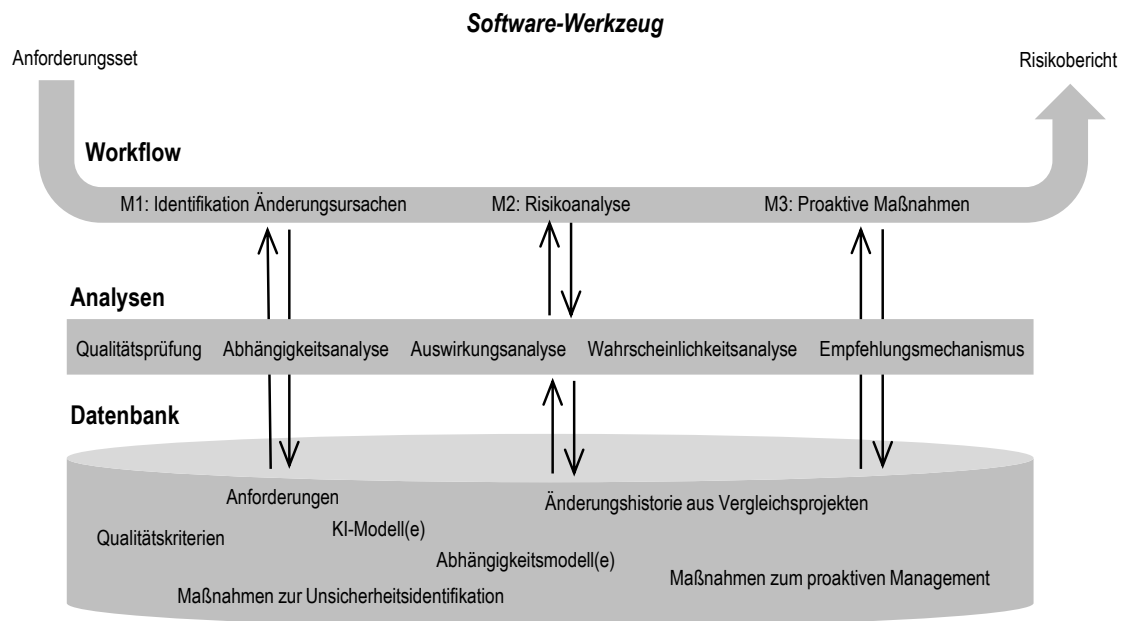 Software-Werkzeug
Anforderungsset
Risikobericht
Workflow
M1: Identifikation Änderungsursachen
M2: Risikoanalyse
M3: Proaktive Maßnahmen
Analysen
Qualitätsprüfung
Abhängigkeitsanalyse
Auswirkungsanalyse
Wahrscheinlichkeitsanalyse
Empfehlungsmechanismus
Datenbank
Anforderungen
Änderungshistorie aus Vergleichsprojekten
Qualitätskriterien
KI-Modell(e)
Abhängigkeitsmodell(e)
Maßnahmen zum proaktiven Management
Maßnahmen zur Unsicherheitsidentifikation